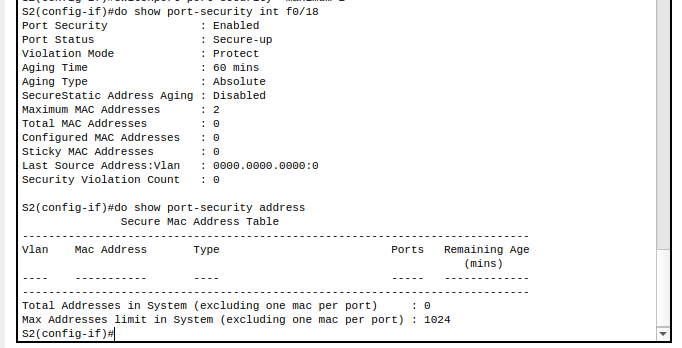 S2(config-if)#do show port-security int f0/18
Port Security              : Enabled
Port Status                : Secure-up
Violation Mode             : Protect
Aging Time                 : 60 mins
Aging Type                 : Absolute
SecureStatic Address Aging : Disabled
Maximum MAC Addresses      : 2
Total MAC Addresses        : 0
Configured MAC Addresses   : 0
Sticky MAC Addresses       : 0
Last Source Address:Vlan   : 0000.0000.0000:0
Security Violation Count   : 0
S2(config-if)#do show port-security address
Secure Mac Address Table
-----------------------------------------------------------------------------
Vlan    Mac Address       Type                          Ports   Remaining Age
(mins)
----    -----------       ----                          -----   -------------
-----------------------------------------------------------------------------
Total Addresses in System (excluding one mac per port)     : 0
Max Addresses limit in System (excluding one mac per port) : 1024
S2(config-if)#